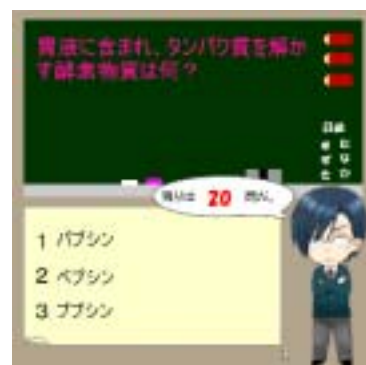 胃液に含まれ、タンパク質を解か
す酵素物質は何？
残りは 20 問だ。
1 パプシン
2 ペプシン
3 ププシン